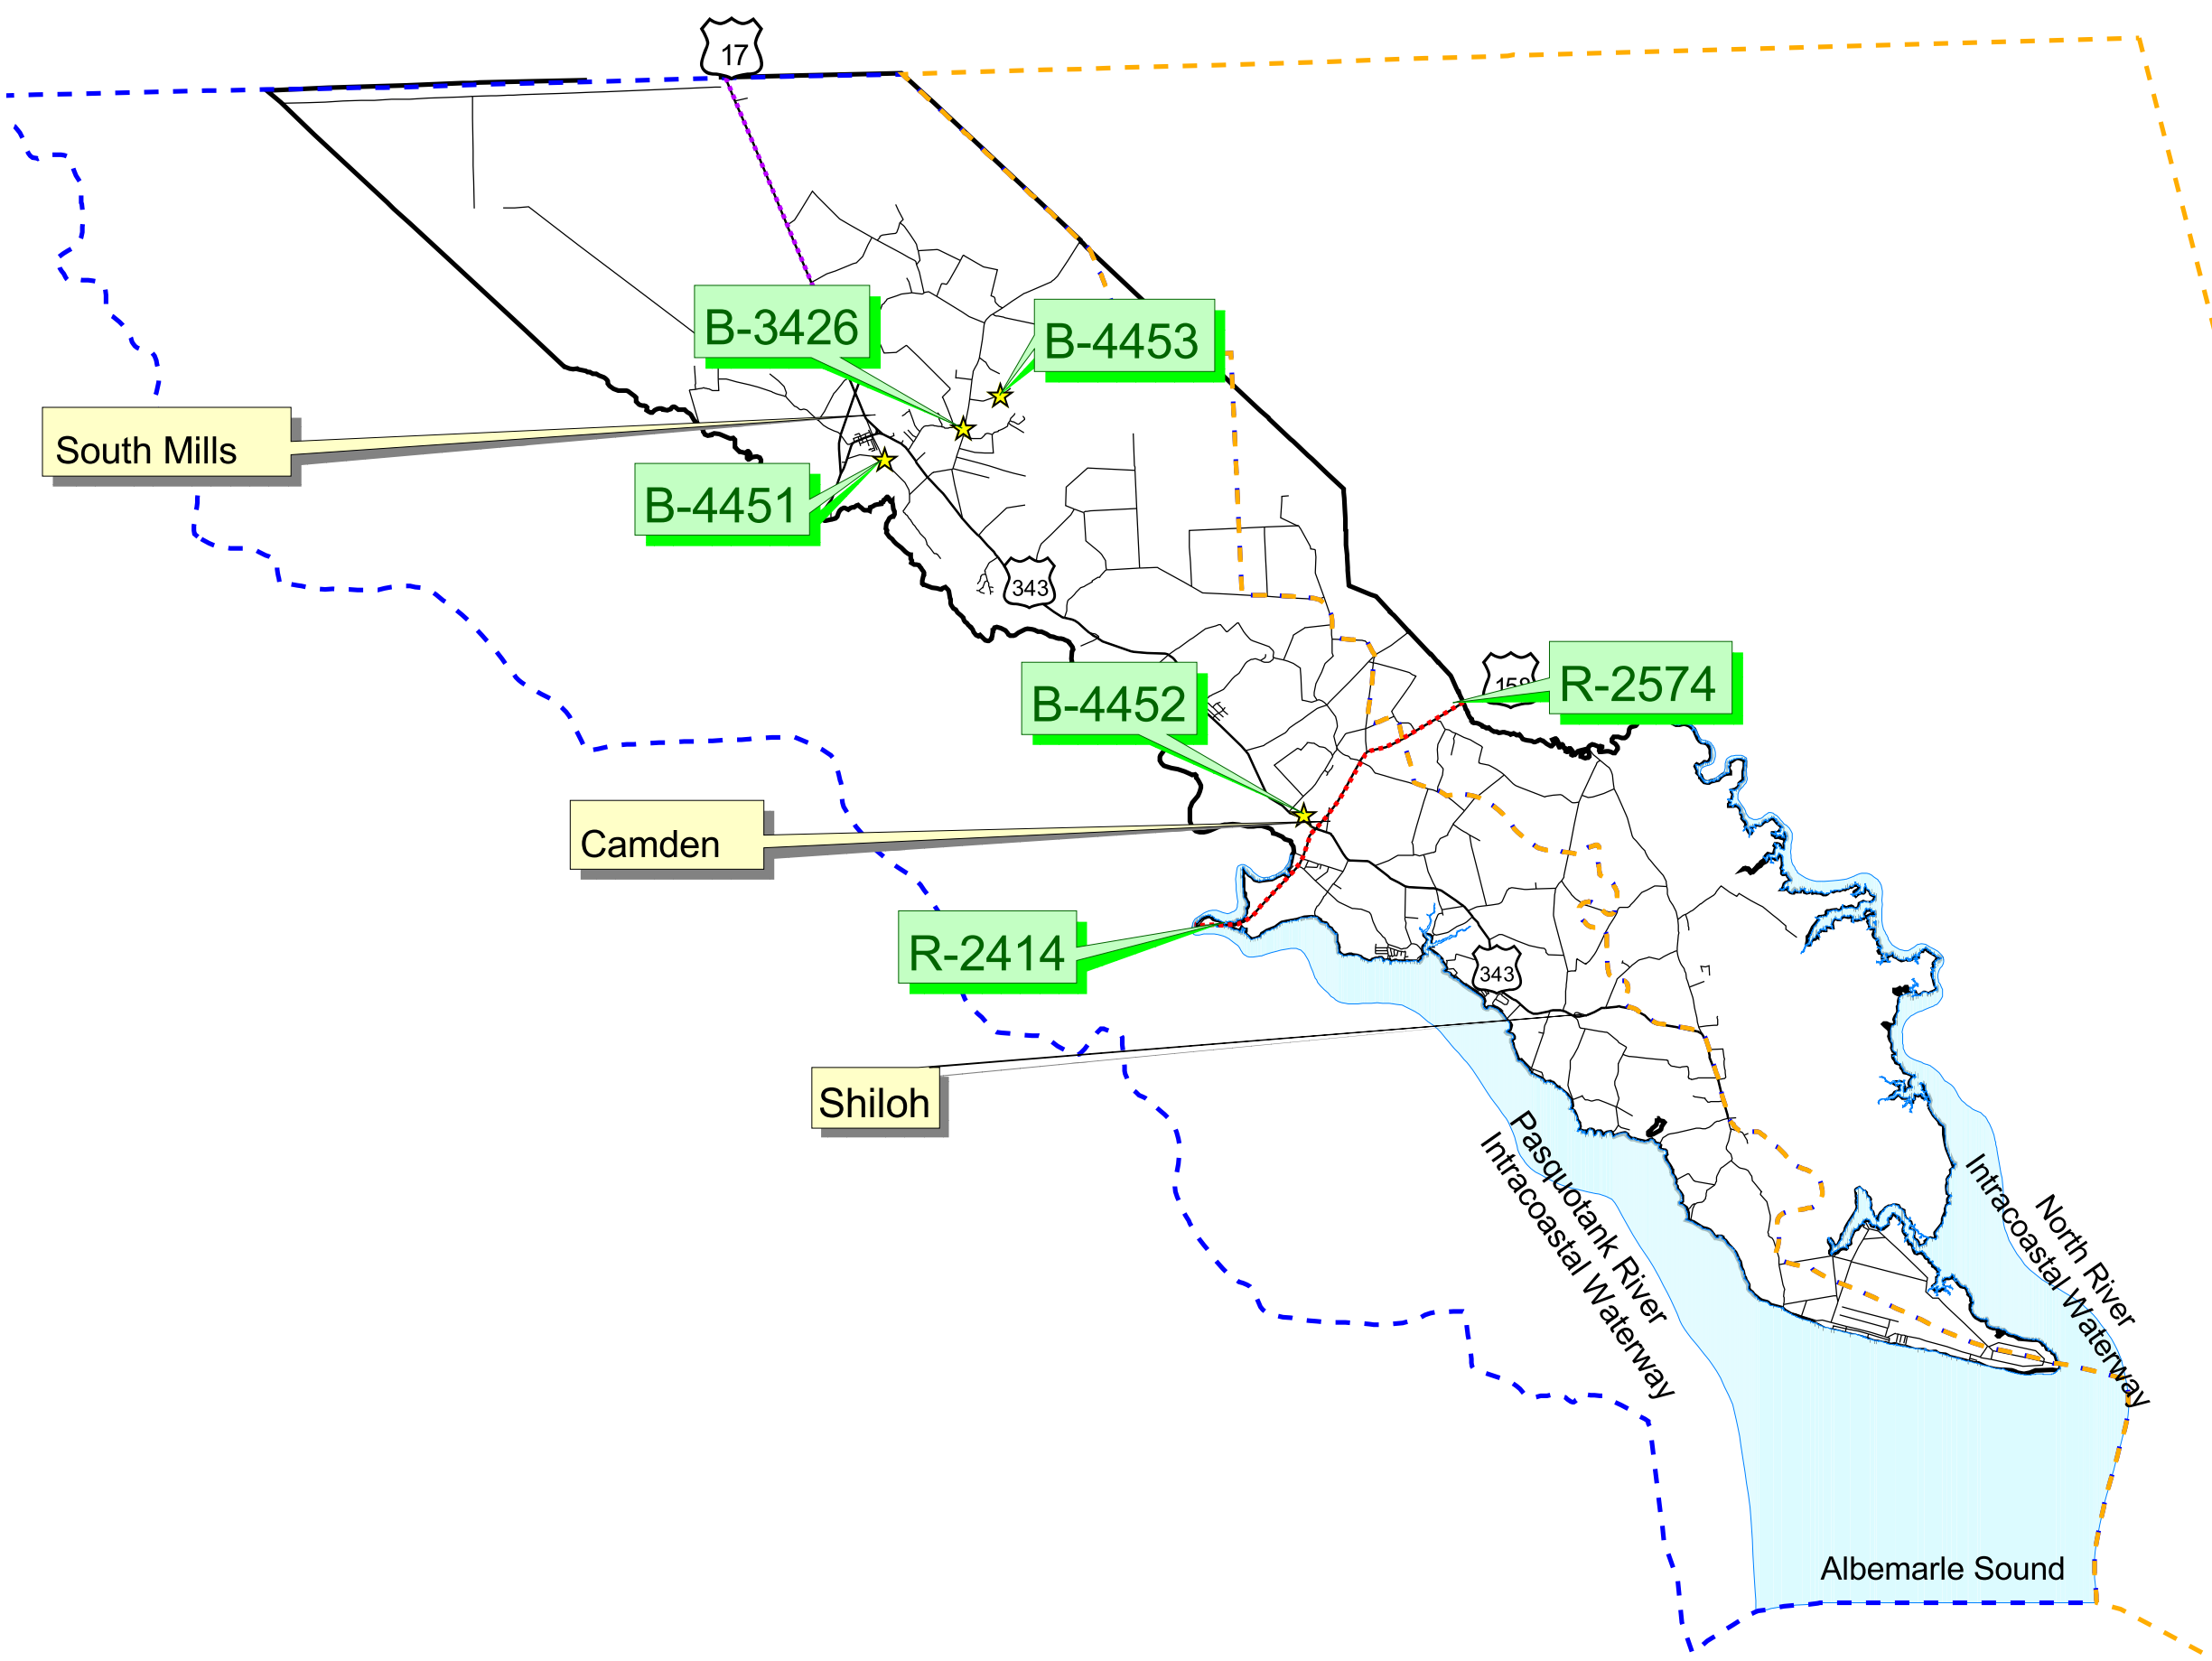 17
B-3426
B-4453
South Mills
B-4451
343
B-4452
R-2574
Camden
R-2414
343
Shiloh
Pasquotank River
Intracoastal Waterway
North River
Intracoastal Waterway
Albemarle Sound